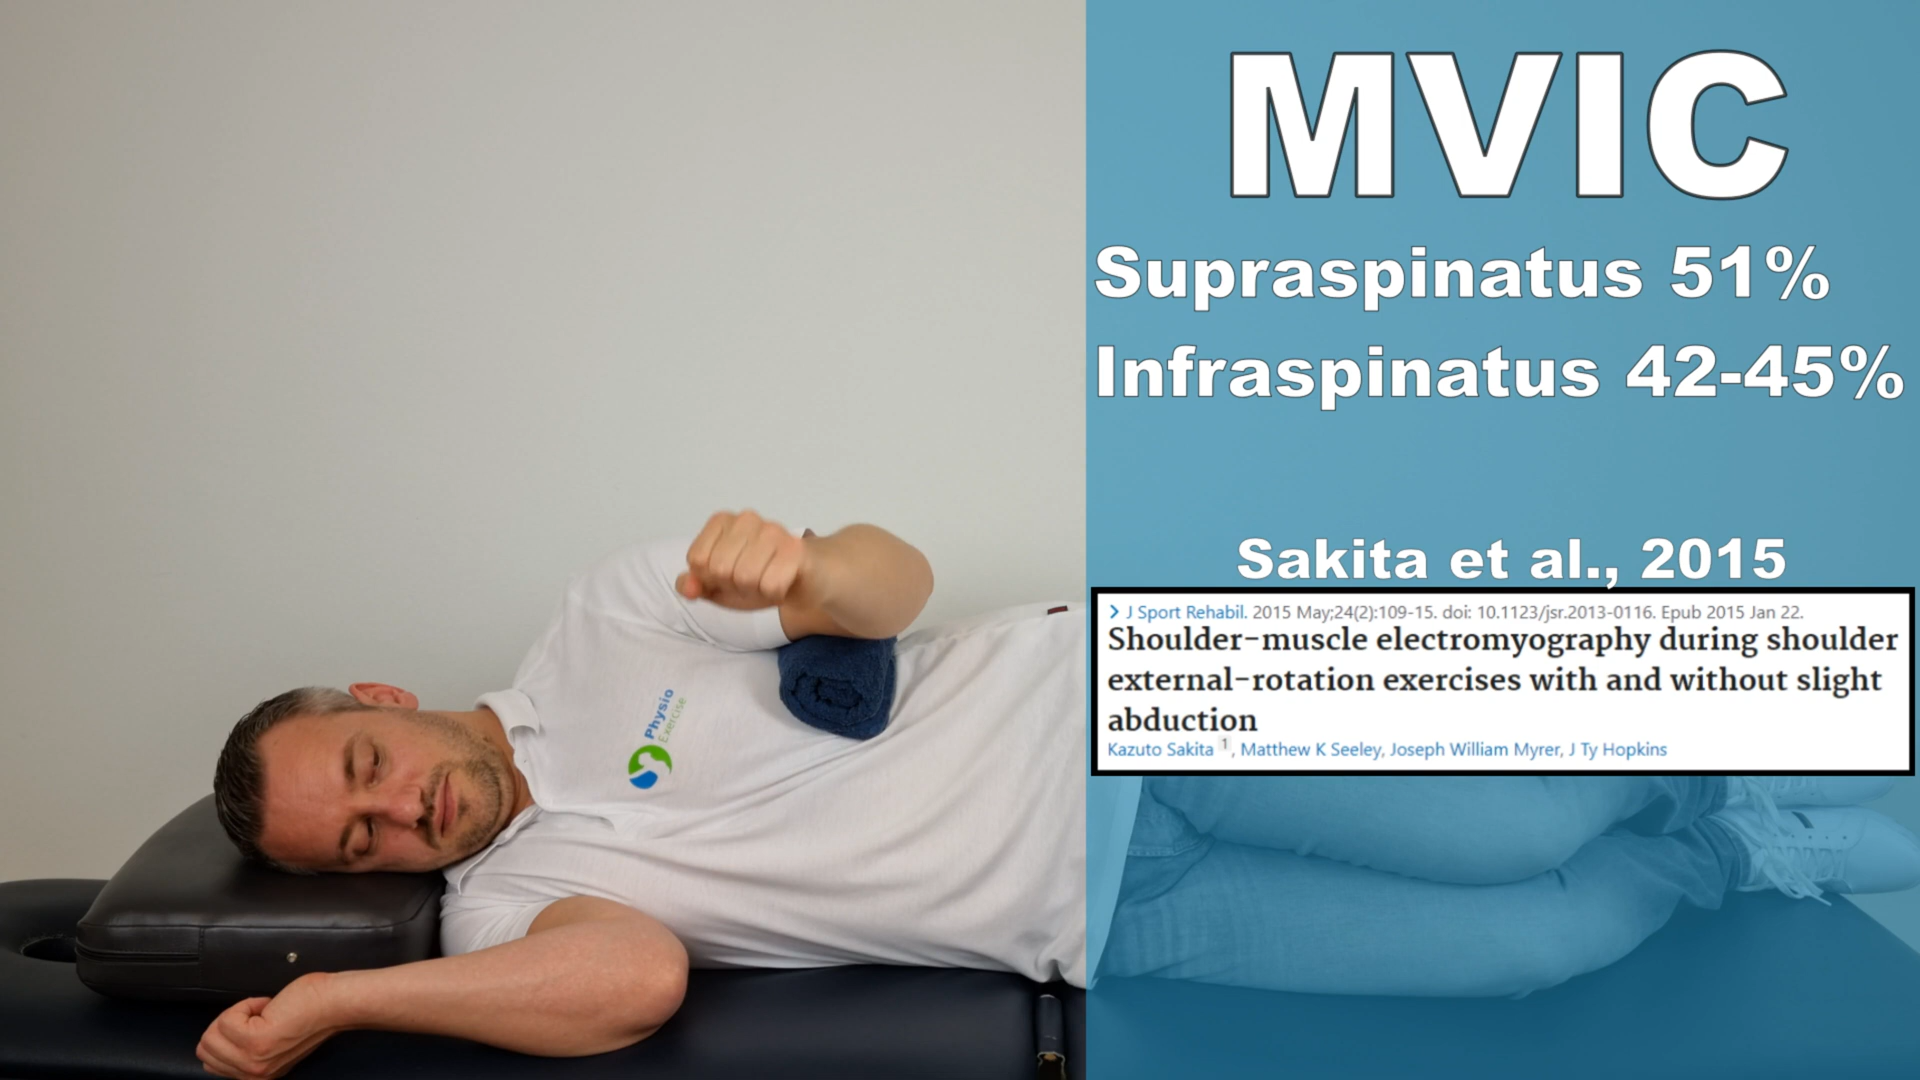 MVIC
Supraspinatus 51%
Infraspinatus 42-45%
Sakita et al., 2015
J Sport Rehabil. 2015 May;24(2):109-15. doi: 10.1123/jsr.2013-0116. Epub 2015 Jan 22.
Shoulder-muscle electromyography during shoulder
external-rotation exercises with and without slight
abduction
Kazuto Sakita 1, Matthew K Seeley, Joseph William Myrer, J Ty Hopkins
Physio
Exercise